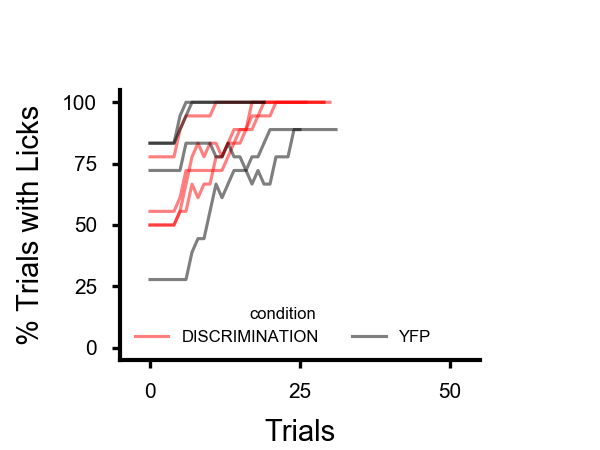 % Trials with Licks
100
75
50
25
0
condition
DISCRIMINATION YFP
0 25 50
Trials